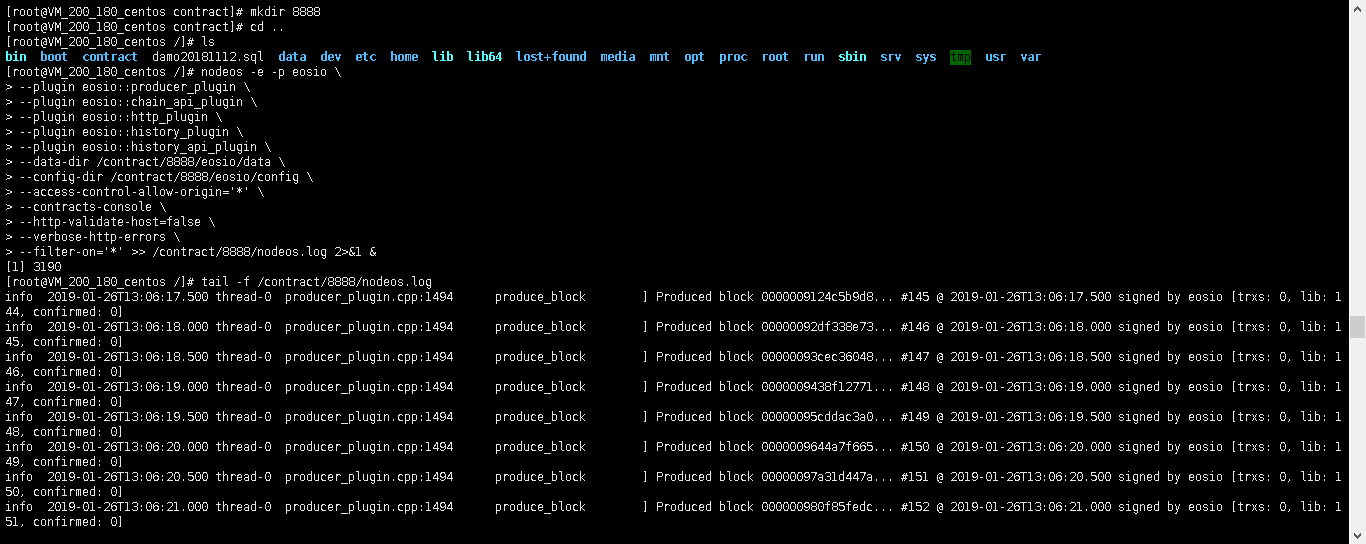 [root@VM_200_180_centos contract]# mkdir 8888
[root@VM_200_180_centos contract]# cd ..
[root@VM_200_180_centos /]# ls
bin  boot  contract  damo20181112.sql  data  dev  etc  home  lib  lib64  lost+found  media  mnt  opt  proc  root  run  sbin  srv  sys  tmp  usr  var
[root@VM_200_180_centos /]# nodeos -e -p eosio \
> --plugin eosio::producer_plugin \
> --plugin eosio::chain_api_plugin \
> --plugin eosio::http_plugin \
> --plugin eosio::history_plugin \
> --plugin eosio::history_api_plugin \
> --data-dir /contract/8888/eosio/data \
> --config-dir /contract/8888/eosio/config \
> --access-control-allow-origin='*' \
> --contracts-console \
> --http-validate-host=false \
> --verbose-http-errors \
> --filter-on='*' >> /contract/8888/nodeos.log 2>&1 &
[1] 3190
[root@VM_200_180_centos /]# tail -f /contract/8888/nodeos.log
info  2019-01-26T13:06:17.500 thread-0  producer_plugin.cpp:1494      produce_block        ] Produced block 0000009124c5b9d8... #145 @ 2019-01-26T13:06:17.500 signed by eosio [trxs: 0, lib: 1
44, confirmed: 0]
info  2019-01-26T13:06:18.000 thread-0  producer_plugin.cpp:1494      produce_block        ] Produced block 00000092df338e73... #146 @ 2019-01-26T13:06:18.000 signed by eosio [trxs: 0, lib: 1
45, confirmed: 0]
info  2019-01-26T13:06:18.500 thread-0  producer_plugin.cpp:1494      produce_block        ] Produced block 00000093cec36048... #147 @ 2019-01-26T13:06:18.500 signed by eosio [trxs: 0, lib: 1
46, confirmed: 0]
info  2019-01-26T13:06:19.000 thread-0  producer_plugin.cpp:1494      produce_block        ] Produced block 0000009438f12771... #148 @ 2019-01-26T13:06:19.000 signed by eosio [trxs: 0, lib: 1
47, confirmed: 0]
info  2019-01-26T13:06:19.500 thread-0  producer_plugin.cpp:1494      produce_block        ] Produced block 00000095cddac3a0... #149 @ 2019-01-26T13:06:19.500 signed by eosio [trxs: 0, lib: 1
48, confirmed: 0]
info  2019-01-26T13:06:20.000 thread-0  producer_plugin.cpp:1494      produce_block        ] Produced block 0000009644a7f665... #150 @ 2019-01-26T13:06:20.000 signed by eosio [trxs: 0, lib: 1
49, confirmed: 0]
info  2019-01-26T13:06:20.500 thread-0  producer_plugin.cpp:1494      produce_block        ] Produced block 00000097a31d447a... #151 @ 2019-01-26T13:06:20.500 signed by eosio [trxs: 0, lib: 1
50, confirmed: 0]
info  2019-01-26T13:06:21.000 thread-0  producer_plugin.cpp:1494      produce_block        ] Produced block 000000980f85fedc... #152 @ 2019-01-26T13:06:21.000 signed by eosio [trxs: 0, lib: 1
51, confirmed: 0]